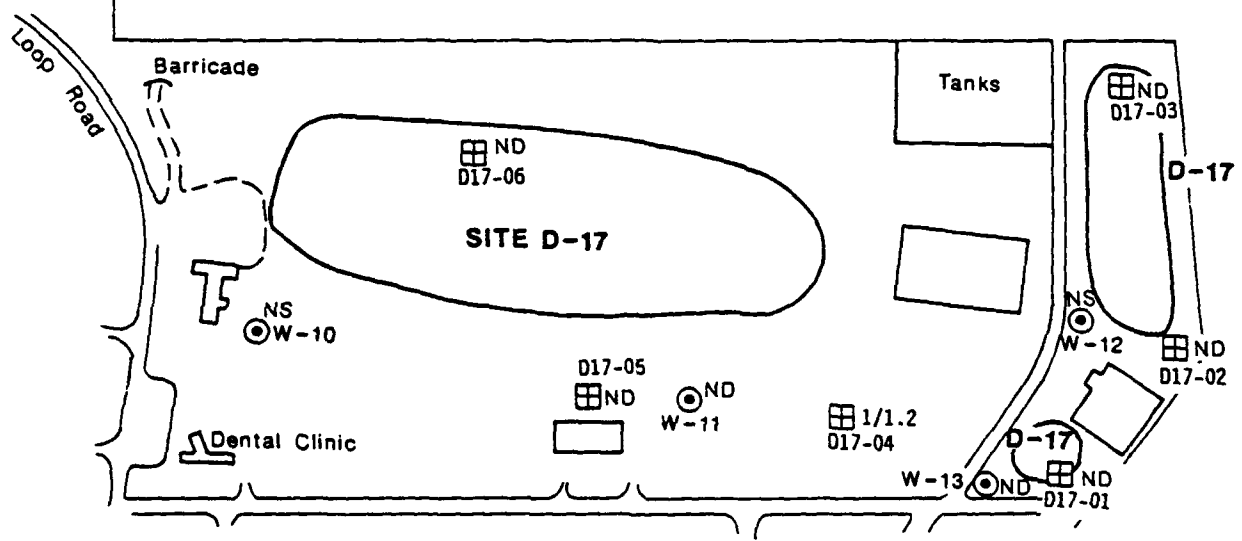 Loop Road
Barricade
Tanks
ND
D17-03
D-17
ND
D17-06
SITE D-17
NS
W-10
NS
W-12
ND
D17-02
D17-05
ND
ND
W-11
1/1.2
D17-04
D-17
Dental Clinic
W-13
ND
ND
D17-01